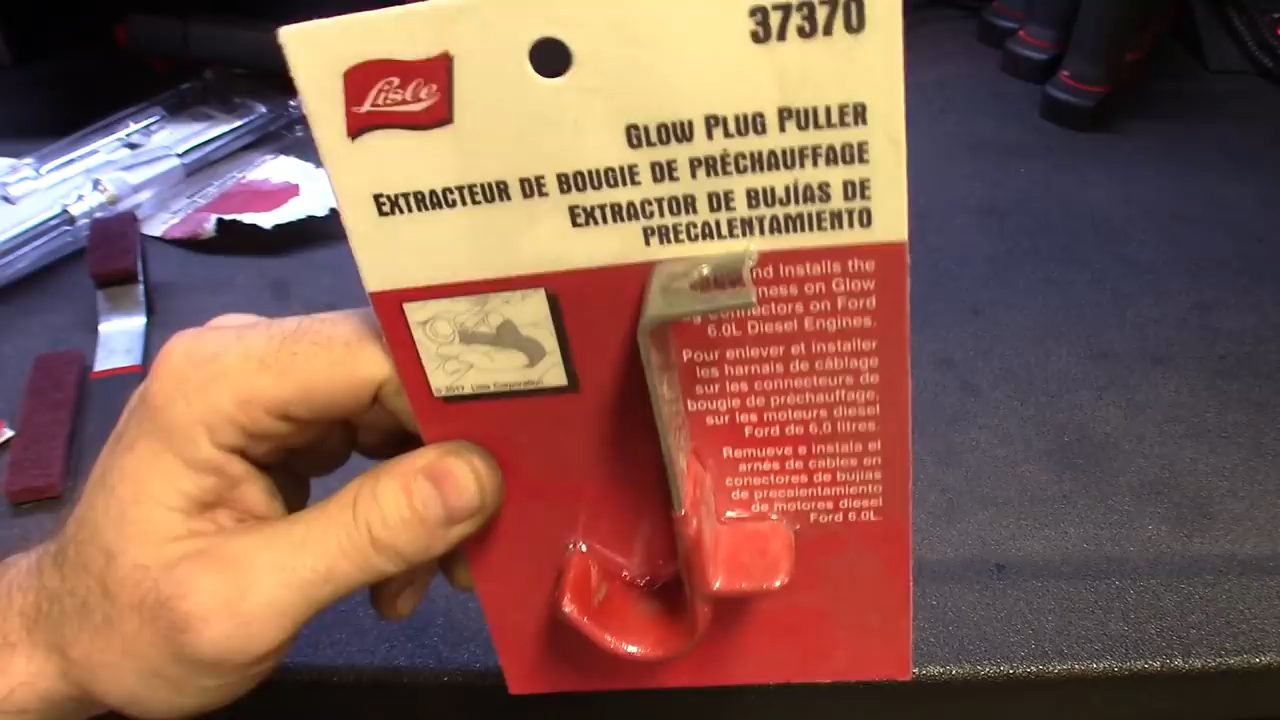 37370
Lisle
GLOW PLUG PULLER
EXTRACTEUR DE BOUGIE DE PRÉCHAUFFAGE
EXTRACTOR DE BUJÍAS DE
PRECALENTAMIENTO
nd Installs the
ness on Glow
Connectors on Ford
6.0L Diesel Engines.
Pour enlever et installer
les harnais de câblage
sur les connecteurs de
bougie de préchauffage,
sur les moteurs diesel
Ford de 6,0 litres.
Remueve e instala el
arnés de cables en
conectores de bujías
de precalentamiento
de motores diesel
Ford 6.0L.
© 2017 Lisle Corporation